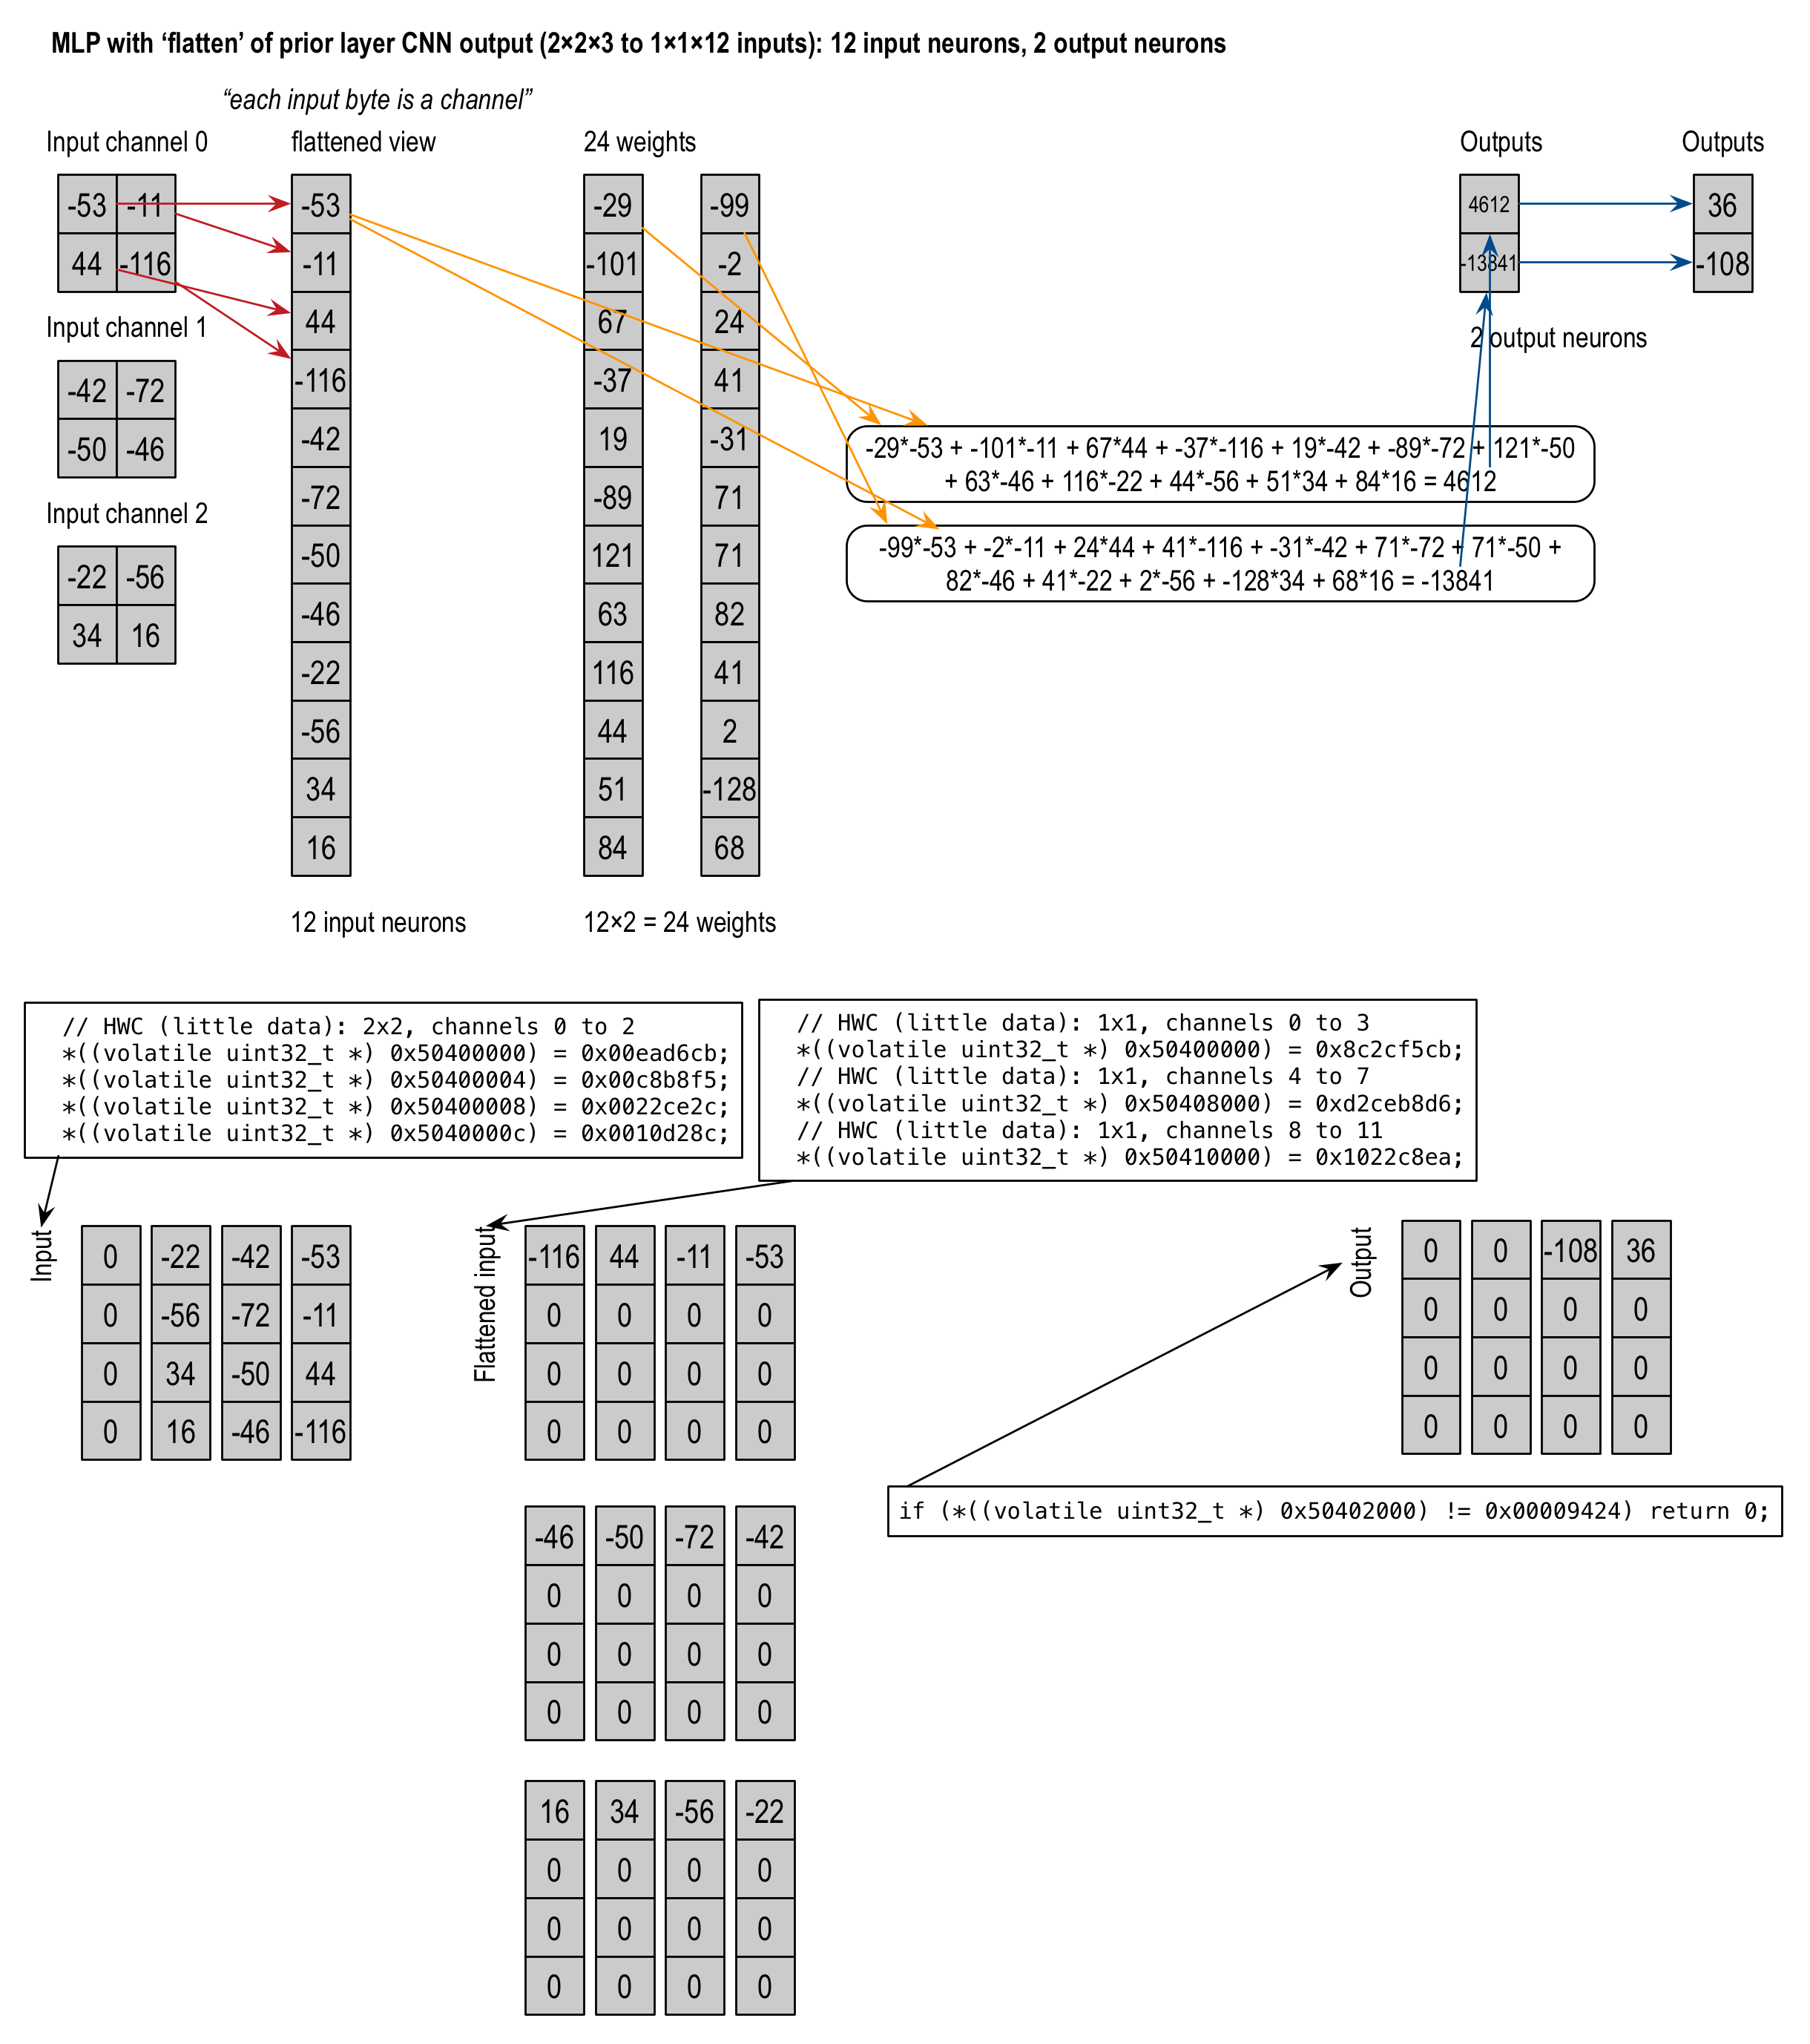 MLP with ‘flatten’ of prior layer CNN output (2×2×3 to 1×1×12 inputs): 12 input neurons, 2 output neurons
“each input byte is a channel”
Input channel 0
-53 -11
44 -116
Input channel 1
-42 -72
-50 -46
Input channel 2
-22 -56
34 16
flattened view
-53
-11
44
-116
-42
-72
-50
-46
-22
-56
34
16
12 input neurons
24 weights
-29 -99
-101 -2
67 24
-37 41
19 -31
-89 71
121 71
63 82
116 41
44 2
51 -128
84 68
12×2 = 24 weights
-29*-53 + -101*-11 + 67*44 + -37*-116 + 19*-42 + -89*-72 + 121*-50
+ 63*-46 + 116*-22 + 44*-56 + 51*34 + 84*16 = 4612
-99*-53 + -2*-11 + 24*44 + 41*-116 + -31*-42 + 71*-72 + 71*-50 +
82*-46 + 41*-22 + 2*-56 + -128*34 + 68*16 = -13841
Outputs
4612
-13841
2 output neurons
Outputs
36
-108
// HWC (little data): 2x2, channels 0 to 2
*((volatile uint32_t *) 0x50400000) = 0x00ead6cb;
*((volatile uint32_t *) 0x50400004) = 0x00c8b8f5;
*((volatile uint32_t *) 0x50400008) = 0x0022ce2c;
*((volatile uint32_t *) 0x5040000c) = 0x0010d28c;
// HWC (little data): 1x1, channels 0 to 3
*((volatile uint32_t *) 0x50400000) = 0x8c2cf5cb;
// HWC (little data): 1x1, channels 4 to 7
*((volatile uint32_t *) 0x50408000) = 0xd2ceb8d6;
// HWC (little data): 1x1, channels 8 to 11
*((volatile uint32_t *) 0x50410000) = 0x1022c8ea;
Input
0 -22 -42 -53
0 -56 -72 -11
0 34 -50 44
0 16 -46 -116
Flattened input
-116 44 -11 -53
0 0 0 0
0 0 0 0
0 0 0 0
-46 -50 -72 -42
0 0 0 0
0 0 0 0
0 0 0 0
16 34 -56 -22
0 0 0 0
0 0 0 0
0 0 0 0
Output
0 0 -108 36
0 0 0 0
0 0 0 0
0 0 0 0
if (*((volatile uint32_t *) 0x50402000) != 0x00009424) return 0;